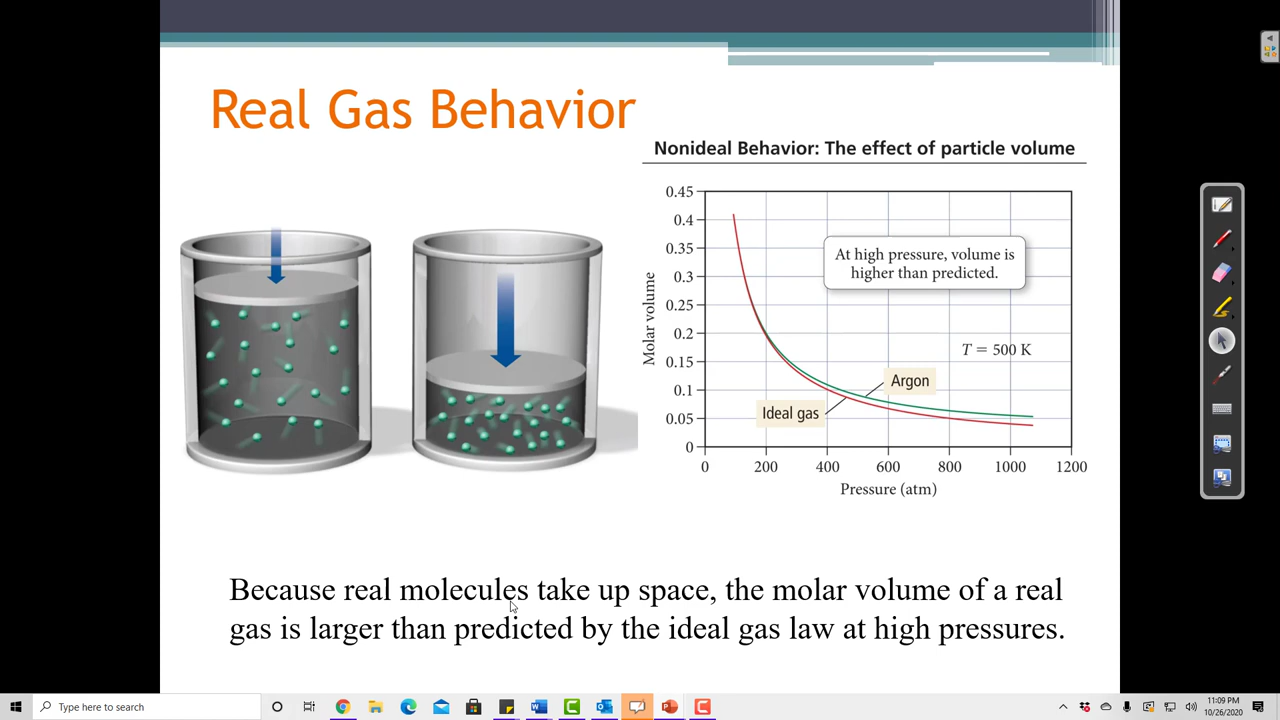 Real Gas Behavior
Nonideal Behavior: The effect of particle volume
0.45
0.4
0.35
0.3
0.25
0.2
0.15
0.1
0.05
0
Molar volume
At high pressure, volume is
higher than predicted.
T = 500 K
Argon
Ideal gas
0 200 400 600 800 1000 1200
Pressure (atm)
Because real molecules take up space, the molar volume of a real
gas is larger than predicted by the ideal gas law at high pressures.
Type here to search
11:09 PM
10/26/2020